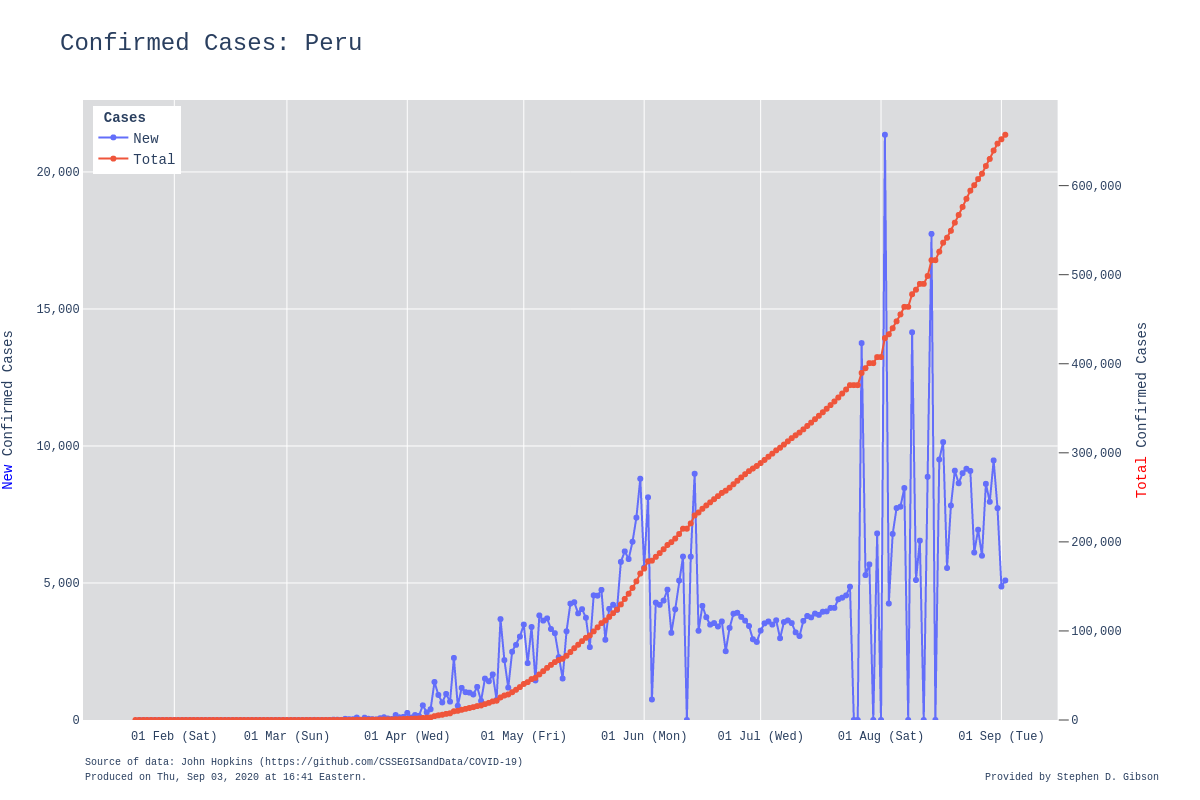 Confirmed Cases: Peru
Cases
New
Total
20,000
15,000
10,000
5,000
0
New Confirmed Cases
600,000
500,000
400,000
300,000
200,000
100,000
0
Total Confirmed Cases
01 Feb (Sat) 01 Mar (Sun) 01 Apr (Wed) 01 May (Fri) 01 Jun (Mon) 01 Jul (Wed) 01 Aug (Sat) 01 Sep (Tue)
Source of data: John Hopkins (https://github.com/CSSEGISandData/COVID-19)
Produced on Thu, Sep 03, 2020 at 16:41 Eastern.
Provided by Stephen D. Gibson